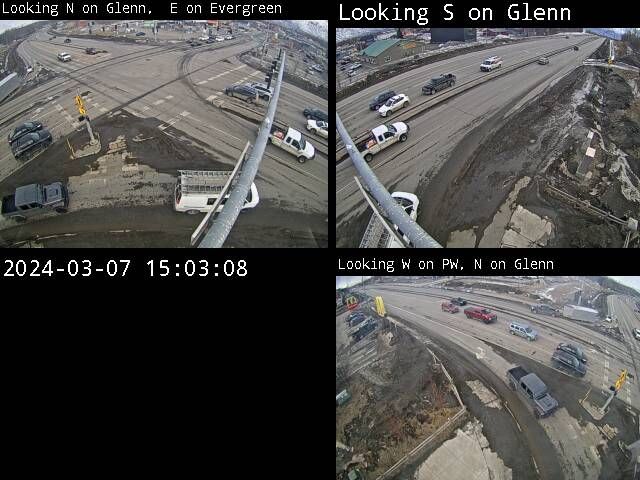 Looking N on Glenn,  E on Evergreen
Looking S on Glenn
2024-03-07 15:03:08
Looking W on PW, N on Glenn